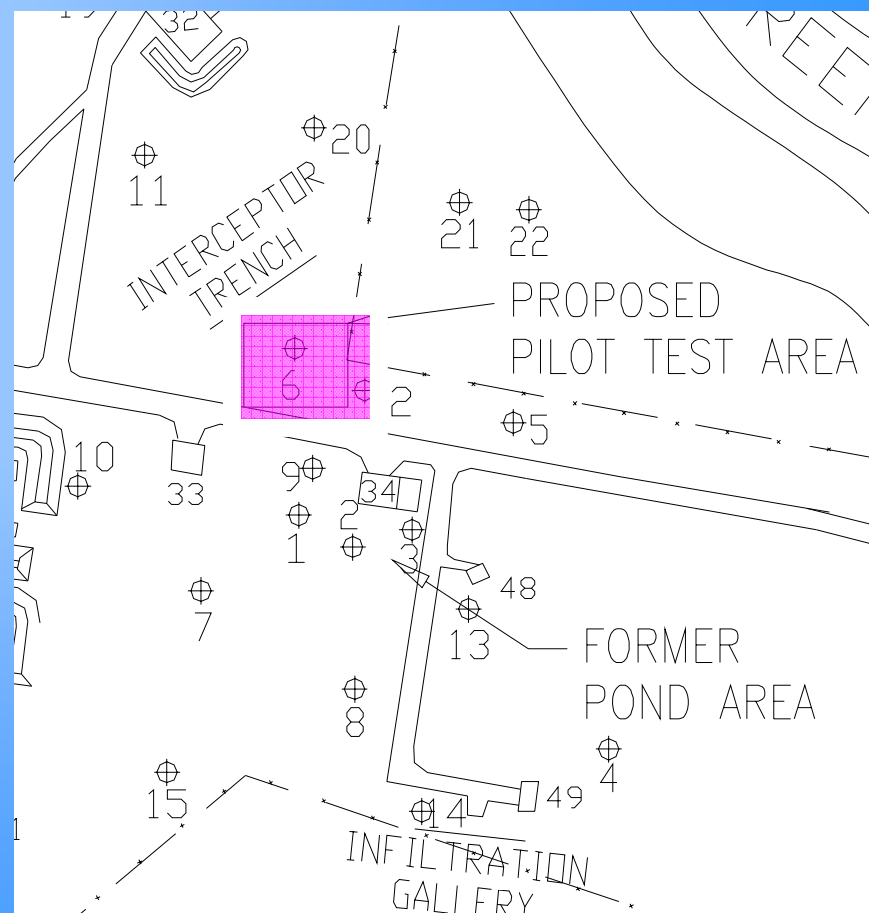 32
20
11
INTERCEPTOR
TRENCH
21
22
PROPOSED
PILOT TEST AREA
6
2
5
10
9
34
33
2
1
3
48
7
13
FORMER
POND AREA
8
4
15
49
14
INFILTRATION
GALLERY